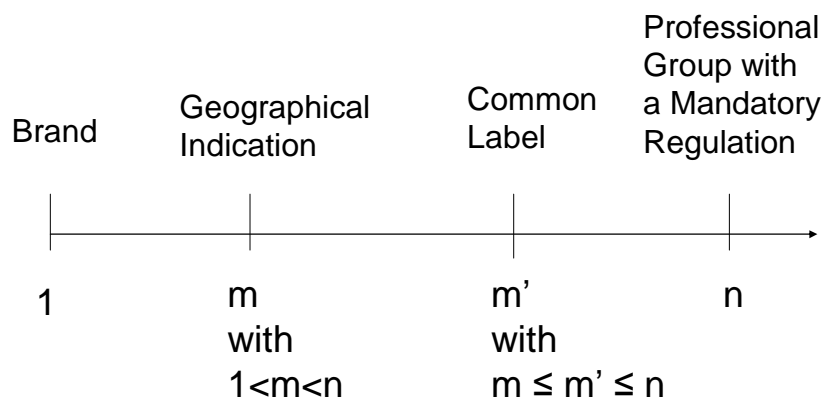 Brand
Geographical
Indication
Common
Label
Professional
Group with
a Mandatory
Regulation
1
m
with
1<m<n
m’
with
m ≤ m’ ≤ n
n